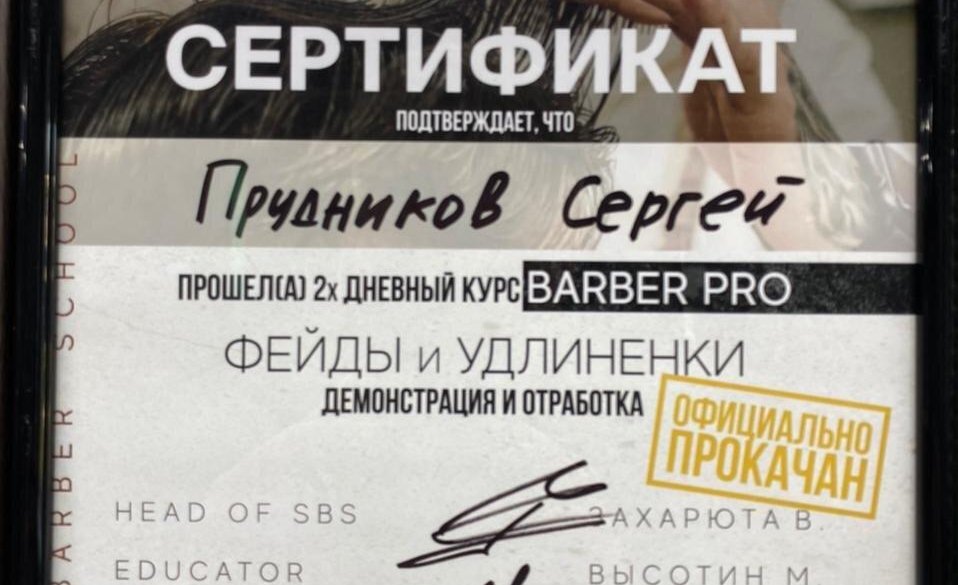 СЕРТИФИКАТ
ПОДТВЕРЖДАЕТ, ЧТО
Прудников Сергей
ПРОШЕЛ(А) 2х ДНЕВНЫЙ КУРС BARBER PRO
ФЕЙДЫ и УДЛИНЕНКИ
ДЕМОНСТРАЦИЯ И ОТРАБОТКА
ОФИЦИАЛЬНО
ПРОКАЧАН
HEAD OF SBS ЗАХАРЮТА В.
EDUCATOR ВЫСОТИН М
BARBER SCHOOL